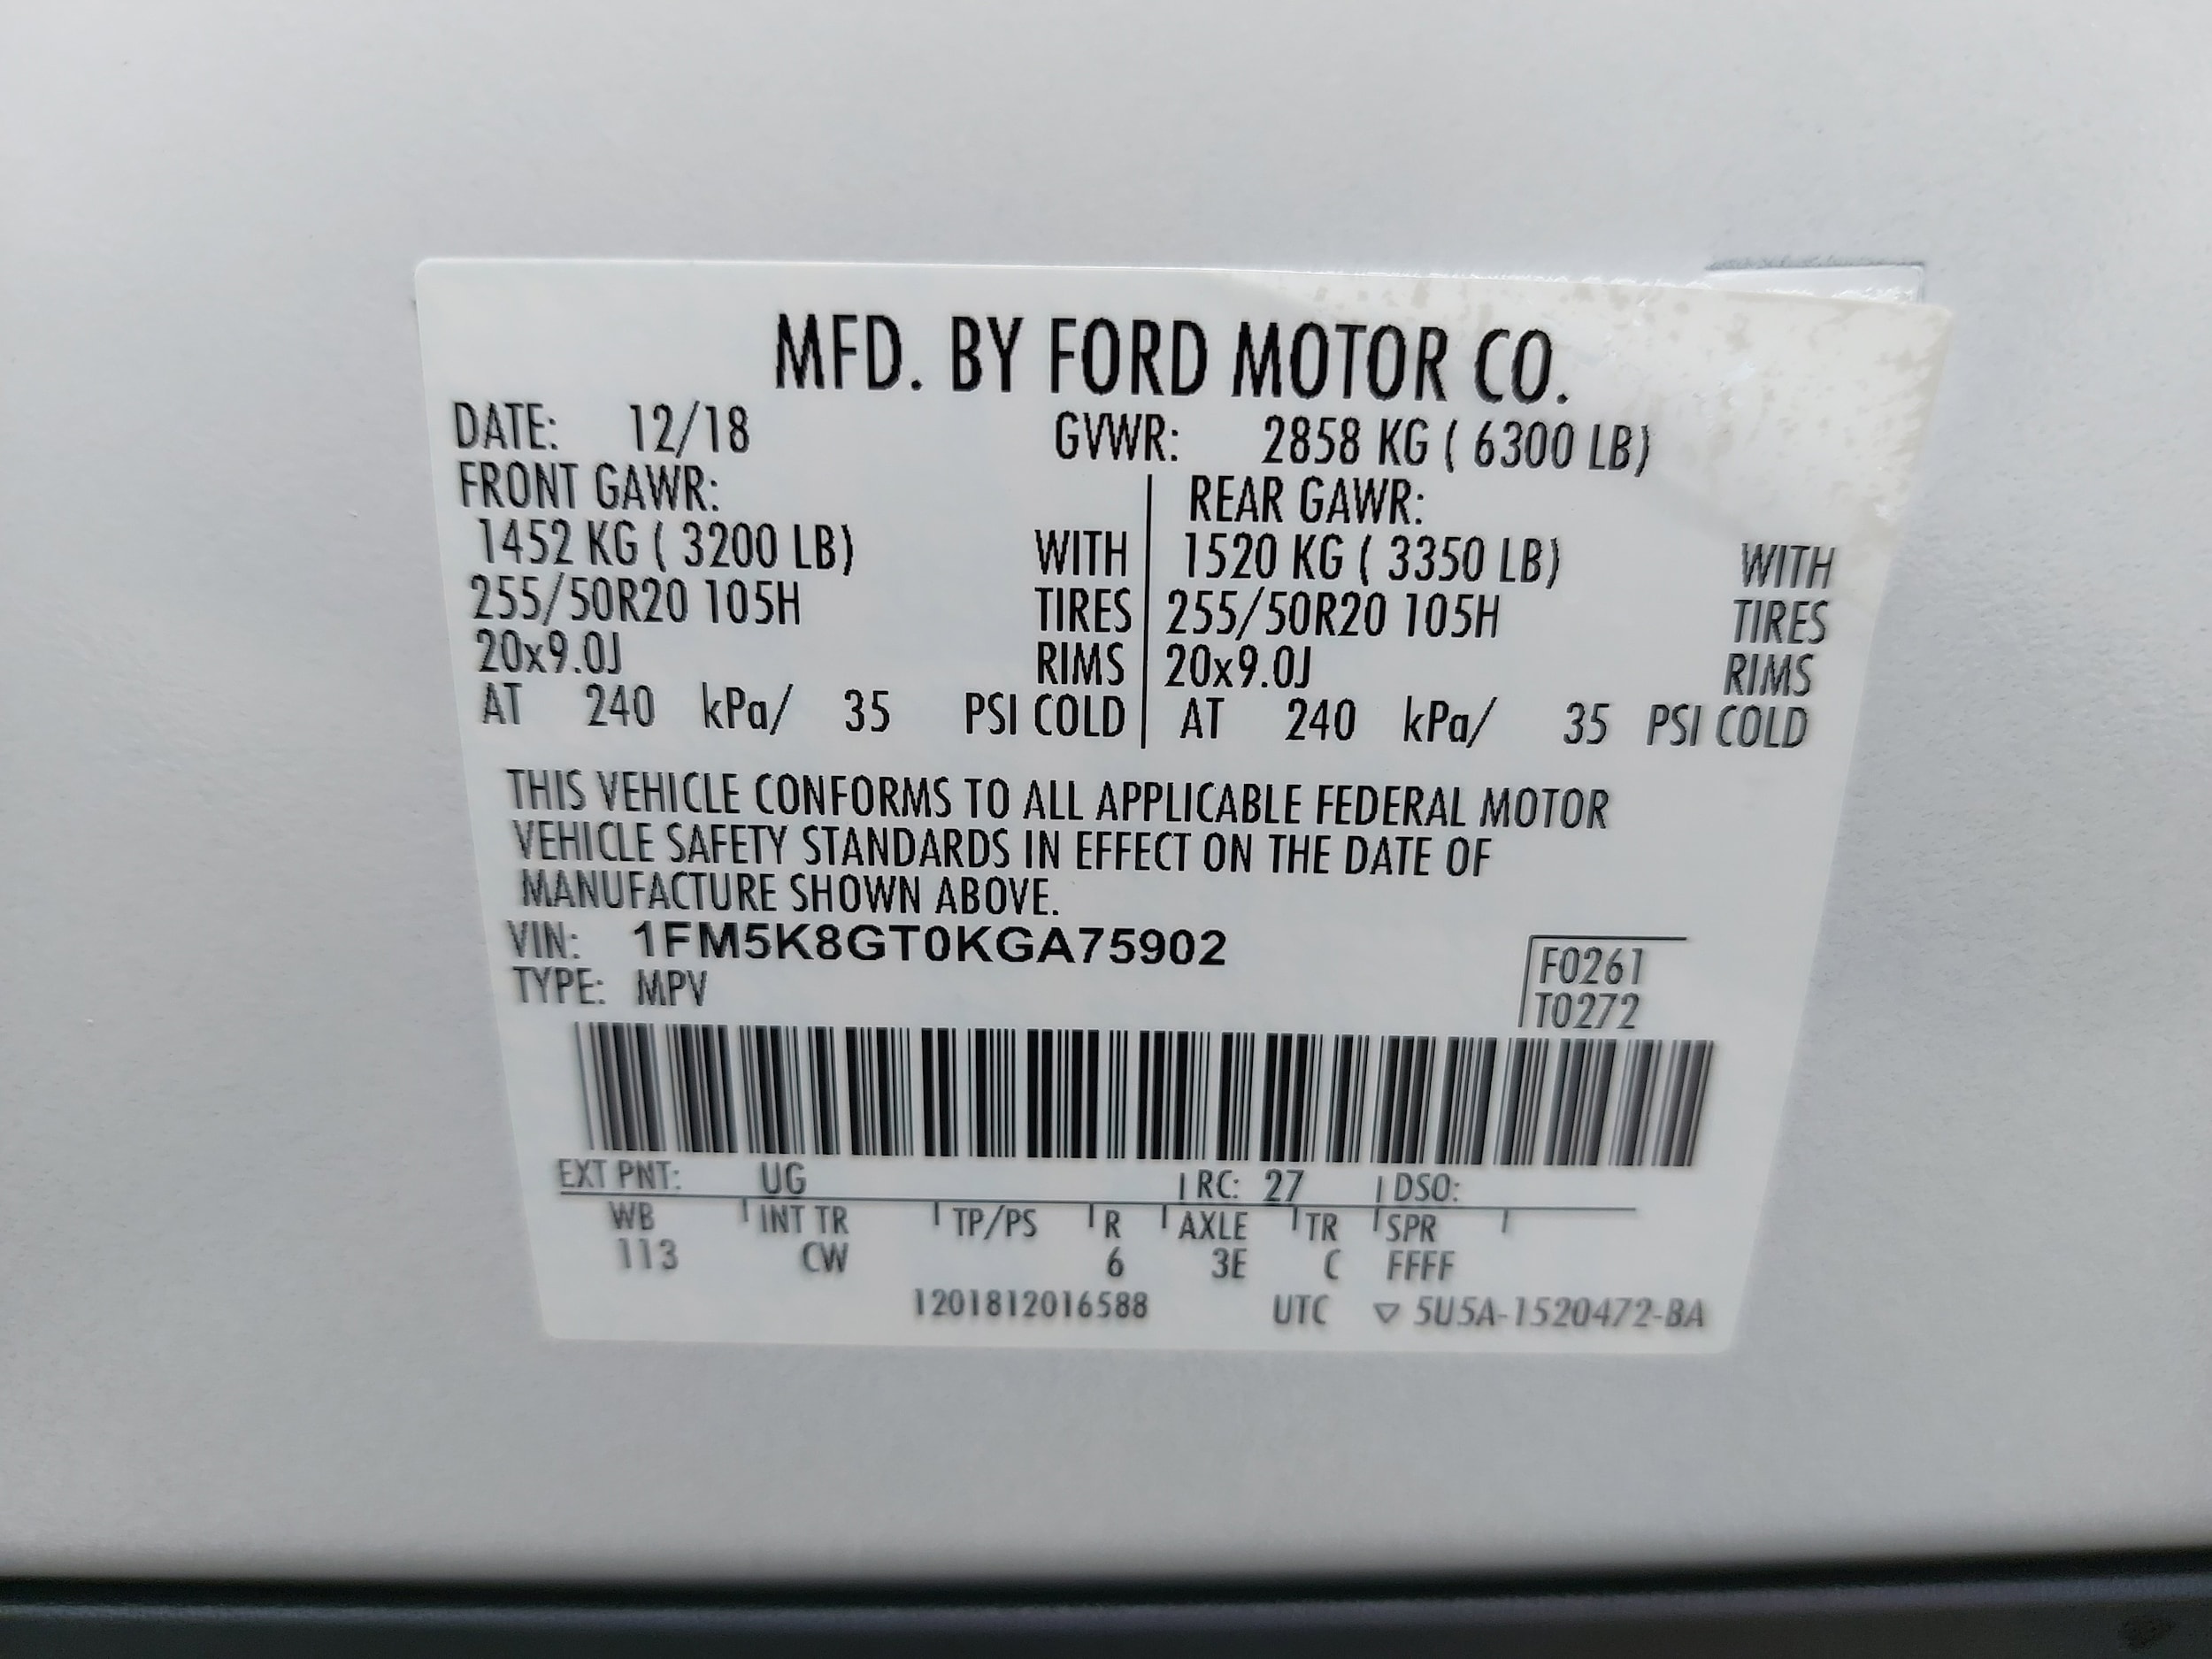 MFD. BY FORD MOTOR CO.
DATE: 12/18 GVWR: 2858 KG ( 6300 LB)
FRONT GAWR: REAR GAWR:
1452 KG ( 3200 LB) WITH 1520 KG ( 3350 LB) WITH
255/50R20 105H TIRES 255/50R20 105H TIRES
20x9.0J RIMS 20x9.0J RIMS
AT 240 kPa/ 35 PSI COLD AT 240 kPa/ 35 PSI COLD
THIS VEHICLE CONFORMS TO ALL APPLICABLE FEDERAL MOTOR
VEHICLE SAFETY STANDARDS IN EFFECT ON THE DATE OF
MANUFACTURE SHOWN ABOVE.
VIN: 1FM5K8GT0KGA75902 F0261
TYPE: MPV T0272
EXT PNT: UG RC: 27 DSO:
WB INT TR TP/PS R AXLE TR SPR
113 CW 6 3E C FFFF
1201812016588 UTC ▽ 5U5A-1520472-BA